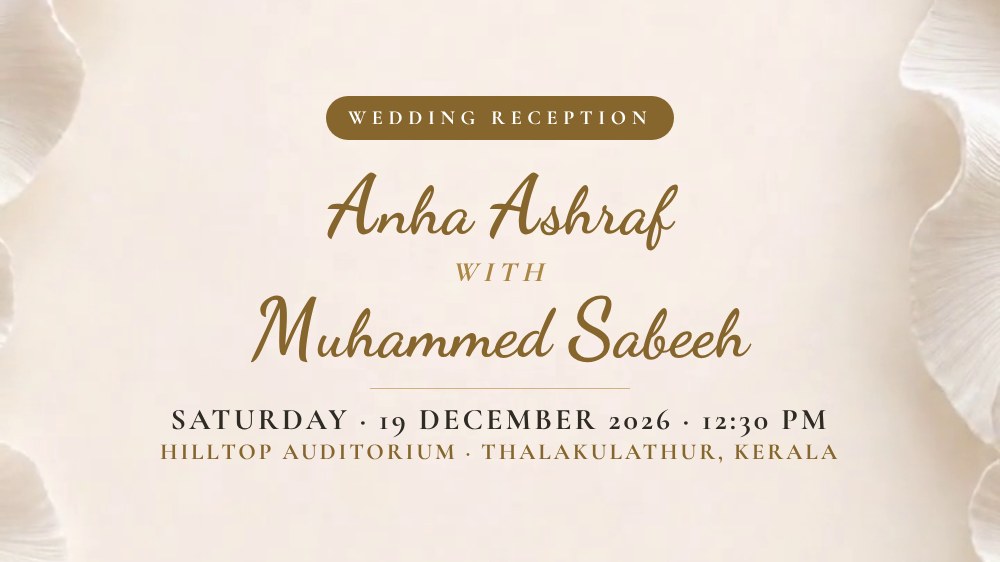 WEDDING RECEPTION
Anha Ashraf
WITH
Muhammed Sabeeh
SATURDAY · 19 DECEMBER 2026 · 12:30 PM
HILLTOP AUDITORIUM · THALAKULATHUR, KERALA